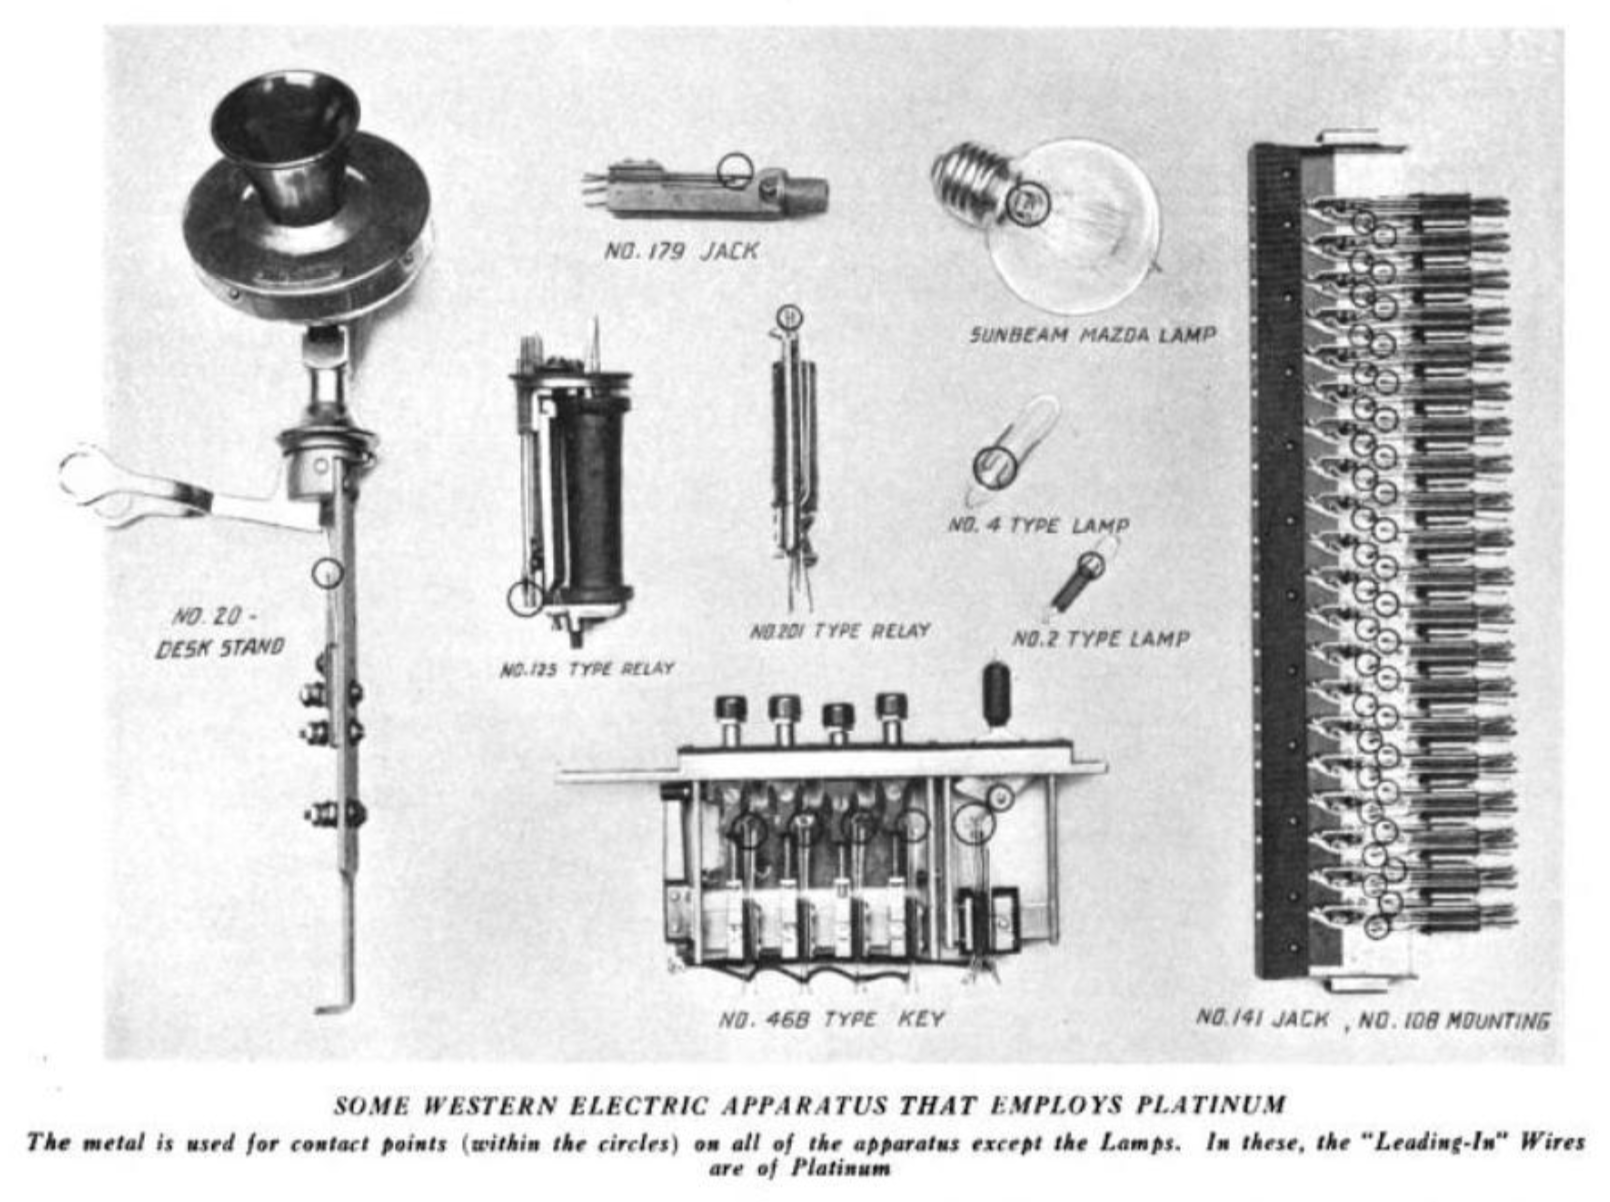 NO. 179 JACK
SUNBEAM MAZDA LAMP
NO. 4 TYPE LAMP
NO. 20 -
DESK STAND
NO. 201 TYPE RELAY
NO. 2 TYPE LAMP
NO. 125 TYPE RELAY
NO. 46B TYPE KEY
NO. 141 JACK , NO. 108 MOUNTING
SOME WESTERN ELECTRIC APPARATUS THAT EMPLOYS PLATINUM
The metal is used for contact points (within the circles) on all of the apparatus except the Lamps. In these, the "Leading-In" Wires
are of Platinum